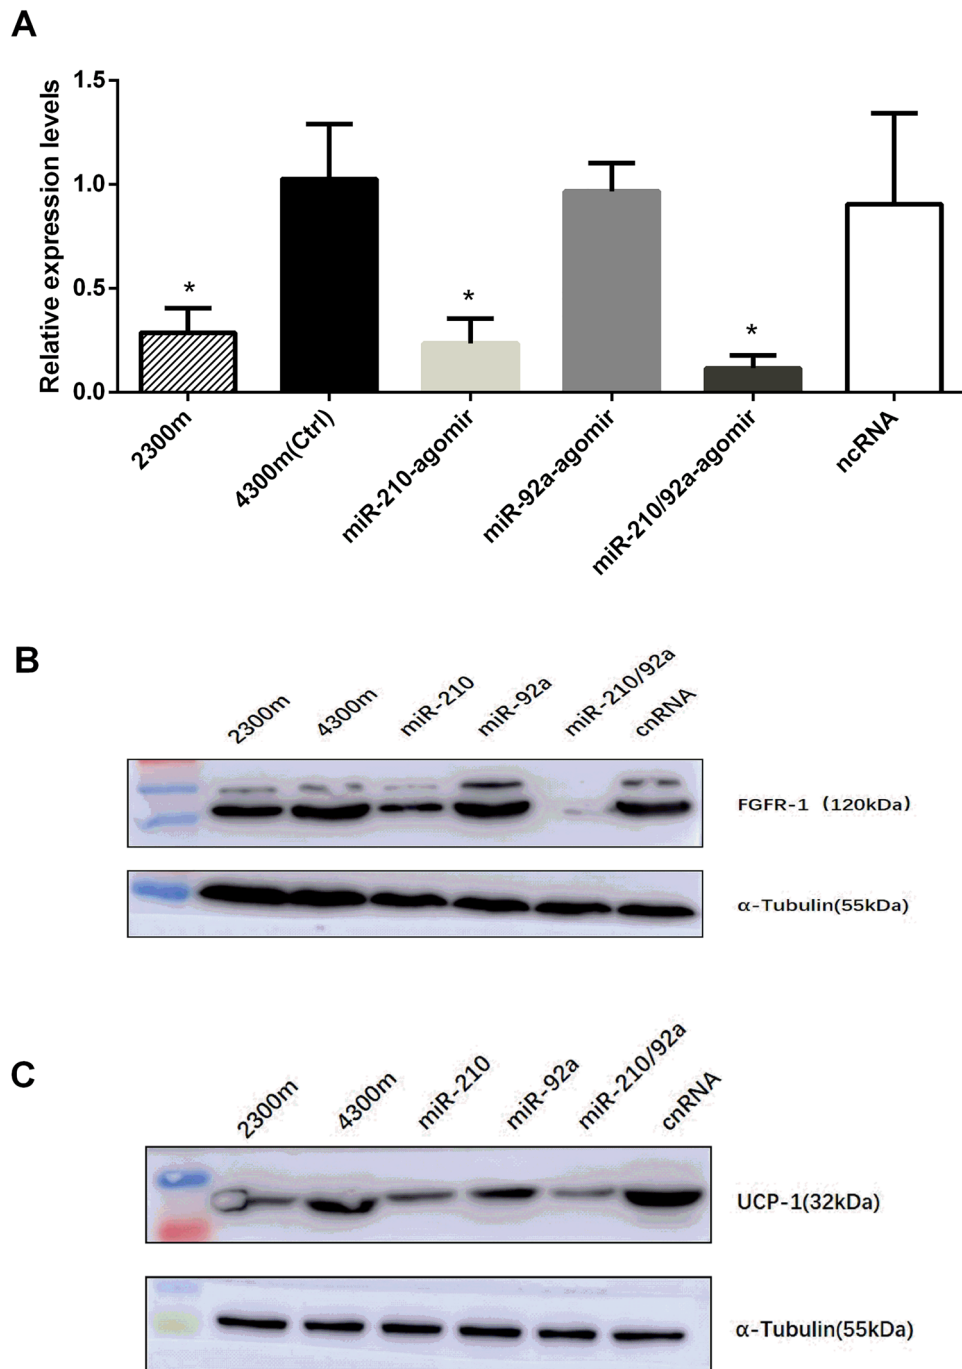 A
Relative expression levels
1.5
1.0
0.5
0.0
*
*
*
2300m
4300m(Ctrl)
miR-210-agomir
miR-92a-agomir
miR-210/92a-agomir
ncRNA
B
2300m
4300m
miR-210
miR-92a
miR-210/92a
cnRNA
FGFR-1 (120kDa)
α-Tubulin(55kDa)
C
2300m
4300m
miR-210
miR-92a
miR-210/92a
cnRNA
UCP-1(32kDa)
α-Tubulin(55kDa)